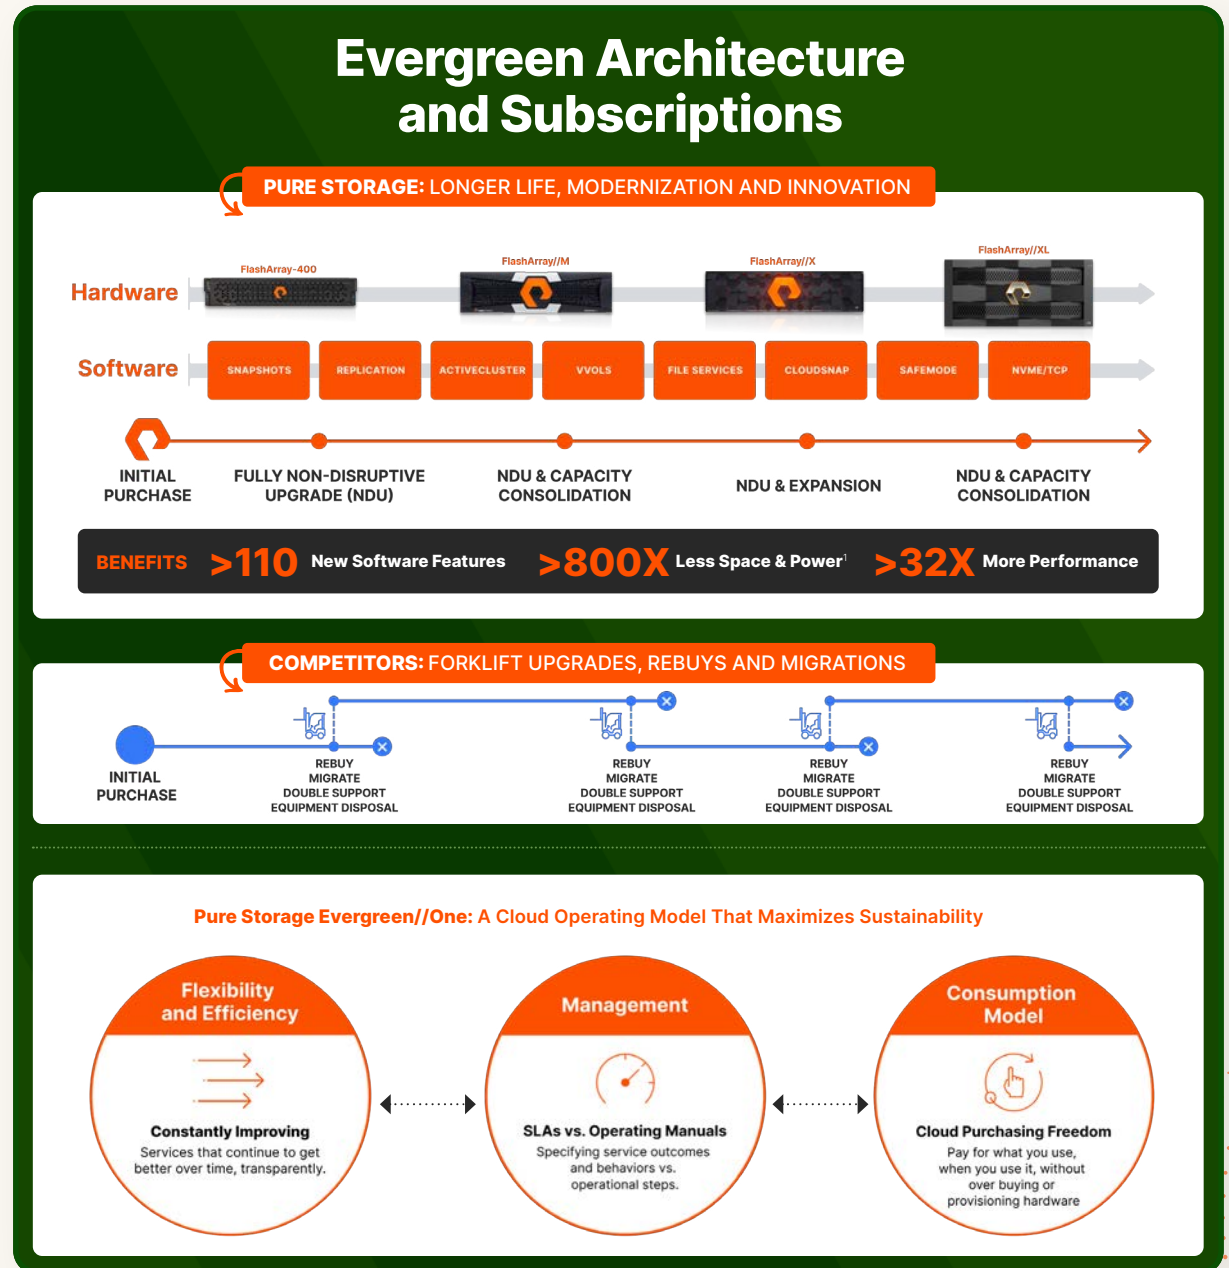 Evergreen Architecture
and Subscriptions
PURE STORAGE: LONGER LIFE, MODERNIZATION AND INNOVATION
Hardware
FlashArray-400
FlashArray//M
FlashArray//X
FlashArray//XL
Software
SNAPSHOTS
REPLICATION
ACTIVECLUSTER
VVOLS
FILE SERVICES
CLOUDSNAP
SAFEMODE
NVME/TCP
INITIAL
PURCHASE
FULLY NON-DISRUPTIVE
UPGRADE (NDU)
NDU & CAPACITY
CONSOLIDATION
NDU & EXPANSION
NDU & CAPACITY
CONSOLIDATION
BENEFITS >110 New Software Features >800X Less Space & Power¹ >32X More Performance
COMPETITORS: FORKLIFT UPGRADES, REBUYS AND MIGRATIONS
INITIAL
PURCHASE
REBUY
MIGRATE
DOUBLE SUPPORT
EQUIPMENT DISPOSAL
REBUY
MIGRATE
DOUBLE SUPPORT
EQUIPMENT DISPOSAL
REBUY
MIGRATE
DOUBLE SUPPORT
EQUIPMENT DISPOSAL
REBUY
MIGRATE
DOUBLE SUPPORT
EQUIPMENT DISPOSAL
Pure Storage Evergreen//One: A Cloud Operating Model That Maximizes Sustainability
Flexibility
and Efficiency
Constantly Improving
Services that continue to get
better over time, transparently.
Management
SLAs vs. Operating Manuals
Specifying service outcomes
and behaviors vs.
operational steps.
Consumption
Model
Cloud Purchasing Freedom
Pay for what you use,
when you use it, without
over buying or
provisioning hardware